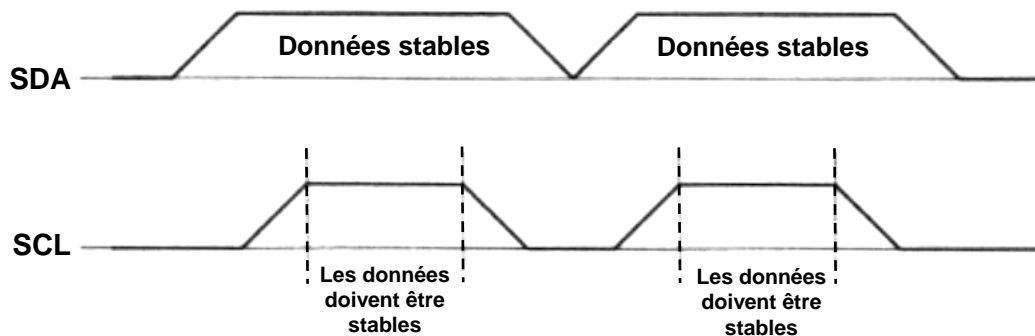 Données stables
Données stables
SDA
SCL
Les données
doivent être
stables
Les données
doivent être
stables